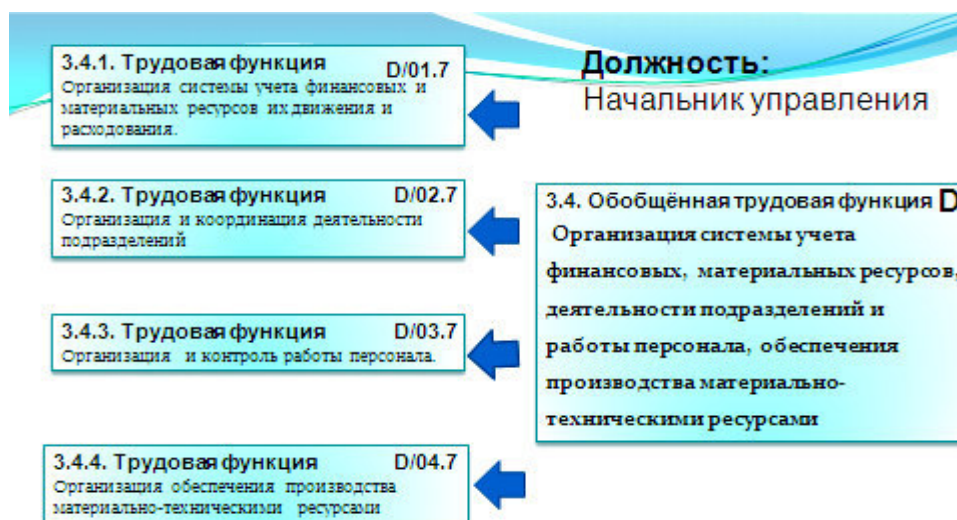 3.4.1. Трудовая функция D/01.7
Организация системы учета финансовых и
материальных ресурсов их движения и
расходования.
Должность:
Начальник управления
3.4.2. Трудовая функция D/02.7
Организация и координация деятельности
подразделений
3.4. Обобщённая трудовая функция D
Организация системы учета
финансовых, материальных ресурсов,
деятельности подразделений и
работы персонала, обеспечения
производства материально-
техническими ресурсами
3.4.3. Трудовая функция D/03.7
Организация и контроль работы персонала.
3.4.4. Трудовая функция D/04.7
Организация обеспечения производства
материально-техническими ресурсами